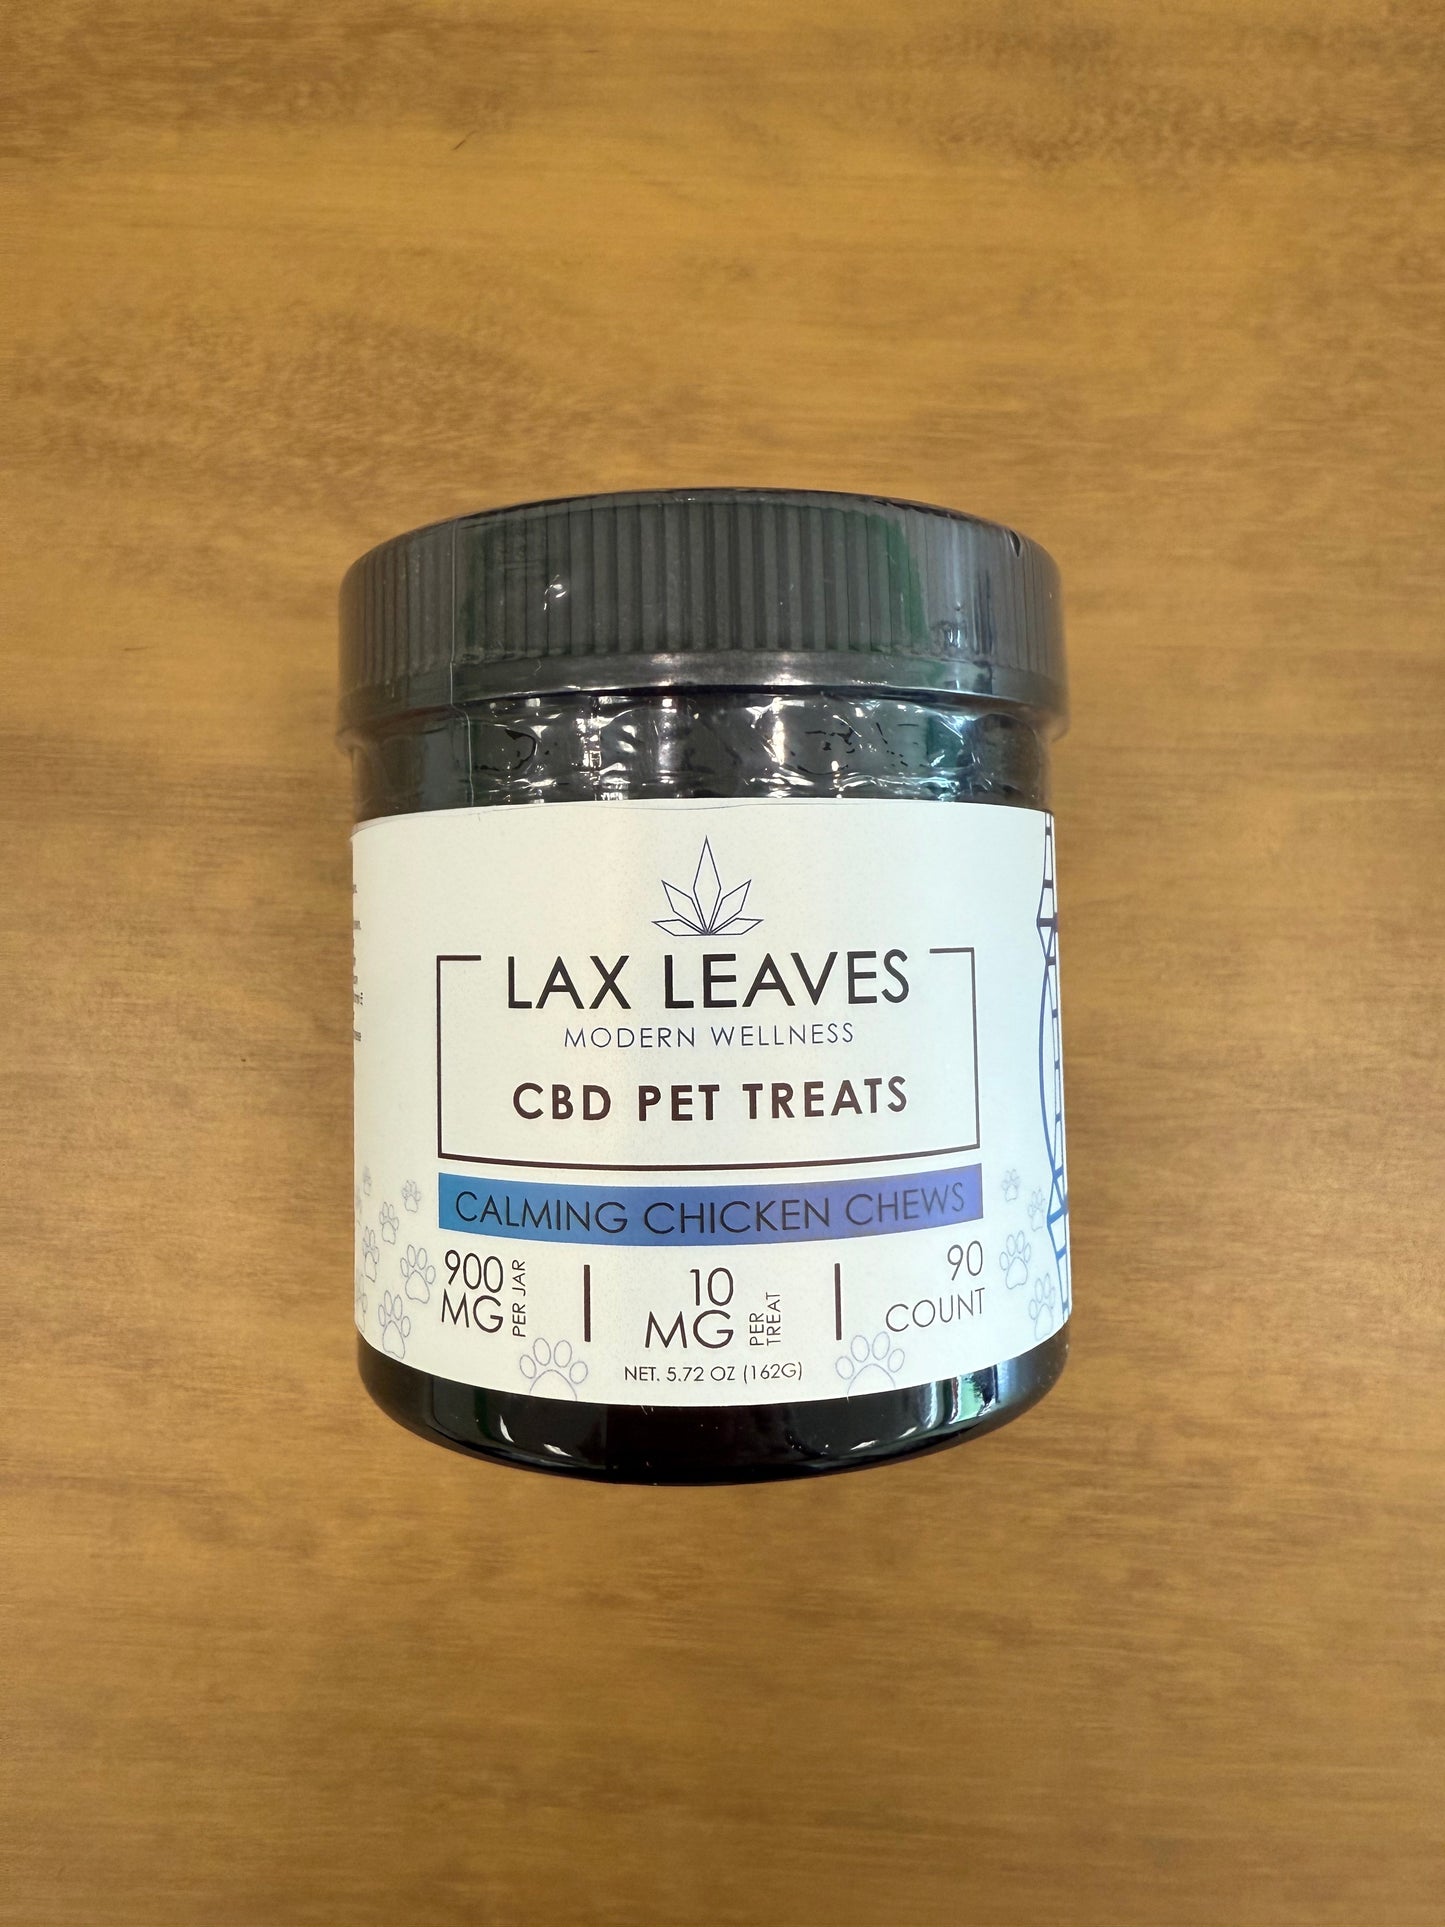 LAX LEAVES
MODERN WELLNESS
CBD PET TREATS
CALMING CHICKEN CHEWS
900
MG
PER JAR
10
MG
PER
TREAT
90
COUNT
NET. 5.72 OZ (162G)